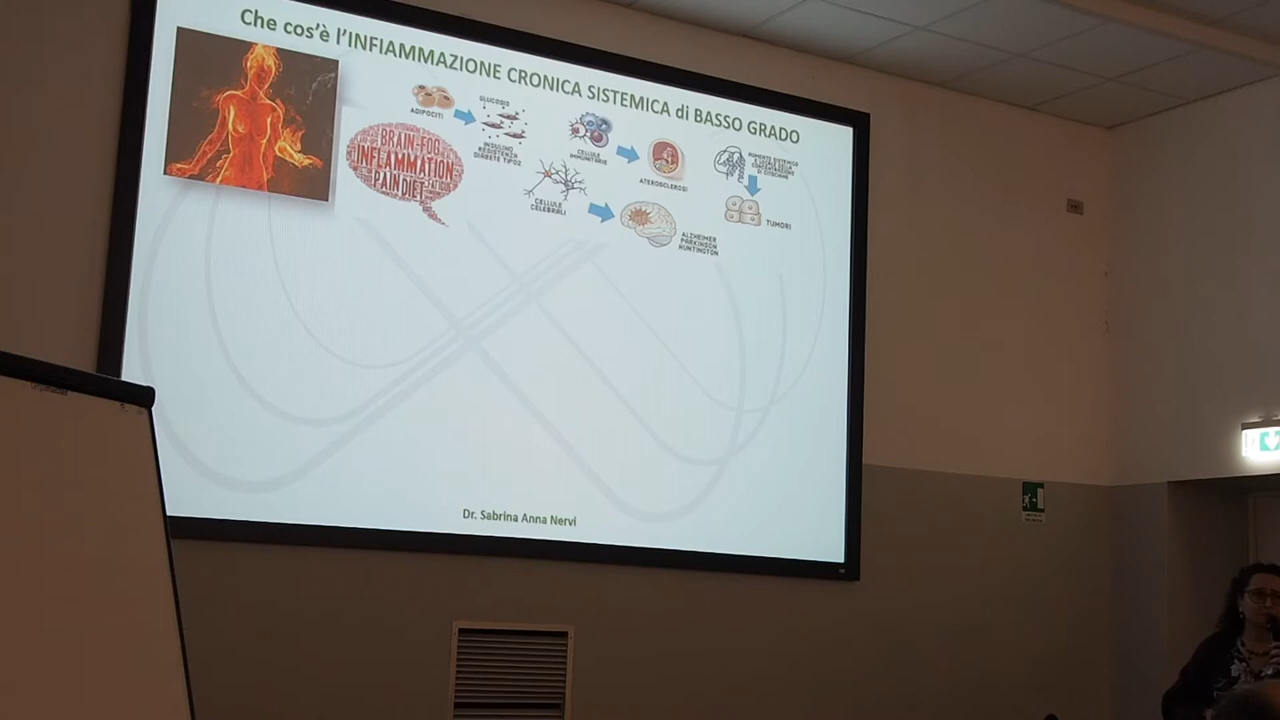 Che cos'è l'INFIAMMAZIONE CRONICA SISTEMICA di BASSO GRADO
ADIPOCITI
GLUCOSIO
INSULINO
RESISTENZA
DIABETE TIPO2
BRAIN-FOG
INFLAMMATION
PAIN DIET
FATIGUE
CELLULE
IMMUNITARIE
ATEROSCLEROSI
CELLULE
CELEBRALI
ALZHEIMER
PARKINSON
HUNTINGTON
TUMORI
Dr. Sabrina Anna Nervi